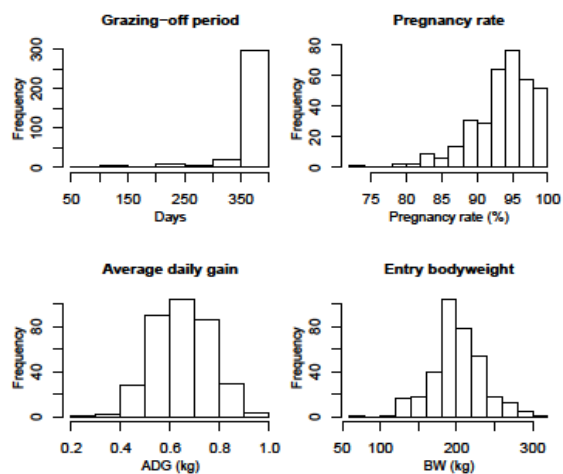 Grazing-off period
Frequency
0
100
200
300
50
150
250
350
Days
Pregnancy rate
Frequency
0
20
40
60
80
75
80
85
90
95
100
Pregnancy rate (%)
Average daily gain
Frequency
0
40
80
0.2
0.4
0.6
0.8
1.0
ADG (kg)
Entry bodyweight
Frequency
0
40
80
50
100
200
300
BW (kg)